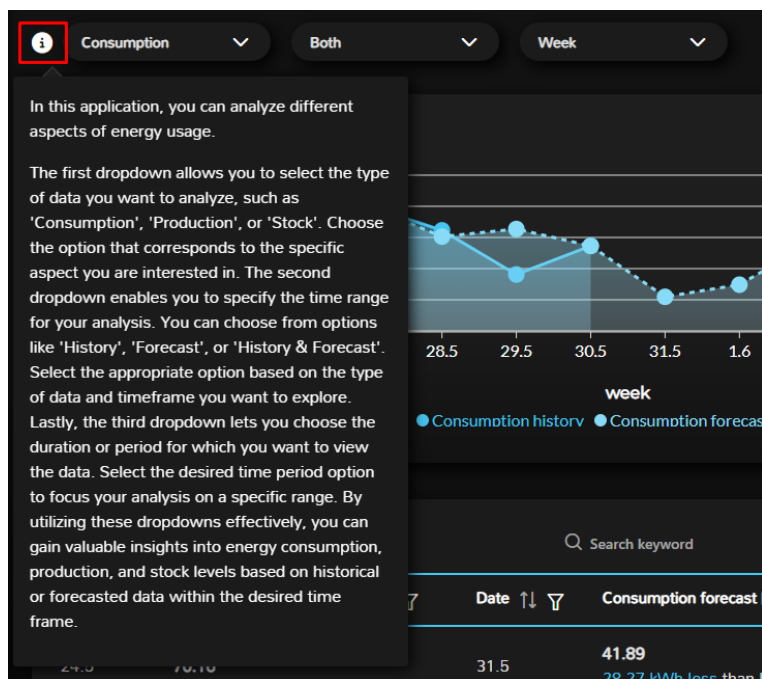 Consumption
Both
Week
In this application, you can analyze different
aspects of energy usage.
The first dropdown allows you to select the type
of data you want to analyze, such as
'Consumption', 'Production', or 'Stock'. Choose
the option that corresponds to the specific
aspect you are interested in. The second
dropdown enables you to specify the time range
for your analysis. You can choose from options
like 'History', 'Forecast', or 'History & Forecast'.
Select the appropriate option based on the type
of data and timeframe you want to explore.
Lastly, the third dropdown lets you choose the
duration or period for which you want to view
the data. Select the desired time period option
to focus your analysis on a specific range. By
utilizing these dropdowns effectively, you can
gain valuable insights into energy consumption,
production, and stock levels based on historical
or forecasted data within the desired time
frame.
28.5 29.5 30.5 31.5 1.6
week
Consumption history Consumption forecas
Search keyword
Date Consumption forecast
41.89
31.5
28.27 kWh less than